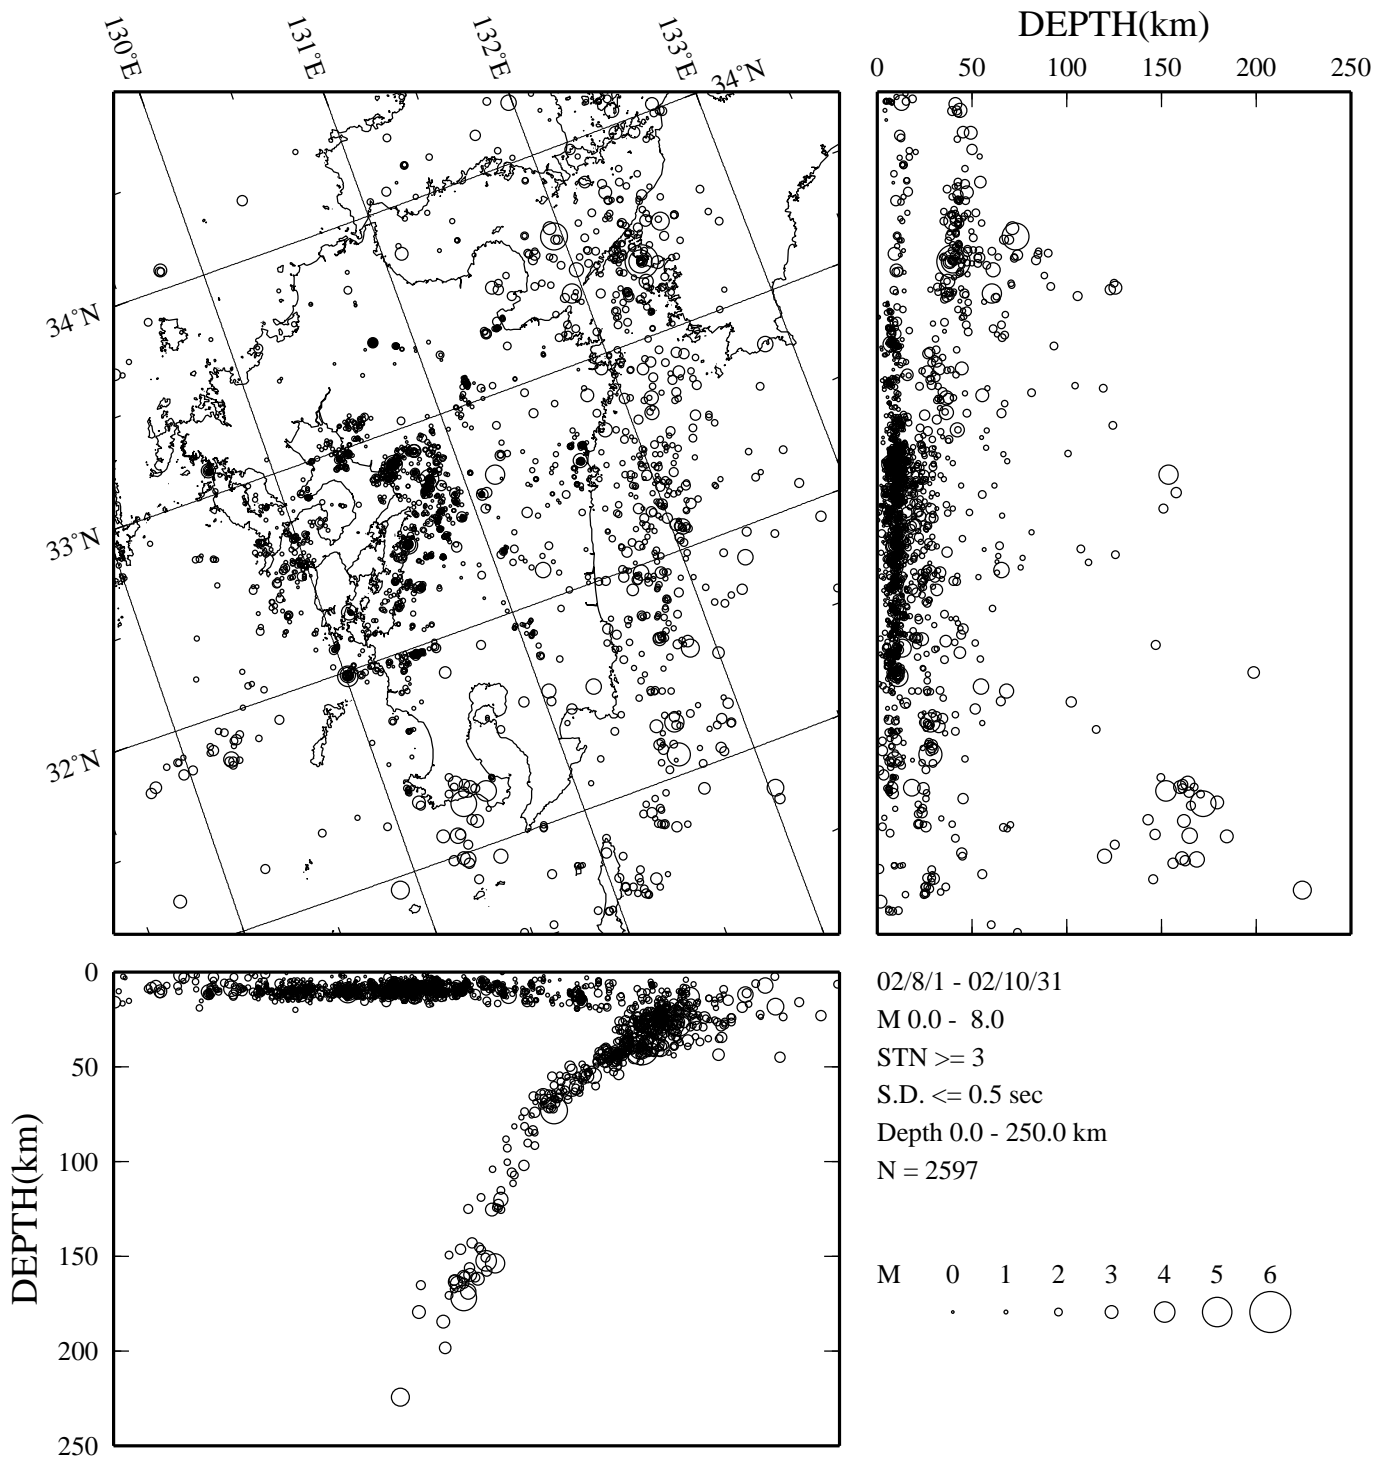 130°E
131°E
132°E
133°E
34°N
34°N
33°N
32°N
DEPTH(km)
0 50 100 150 200 250
DEPTH(km)
0
50
100
150
200
250
02/8/1 - 02/10/31
M 0.0 - 8.0
STN >= 3
S.D. <= 0.5 sec
Depth 0.0 - 250.0 km
N = 2597
M 0 1 2 3 4 5 6